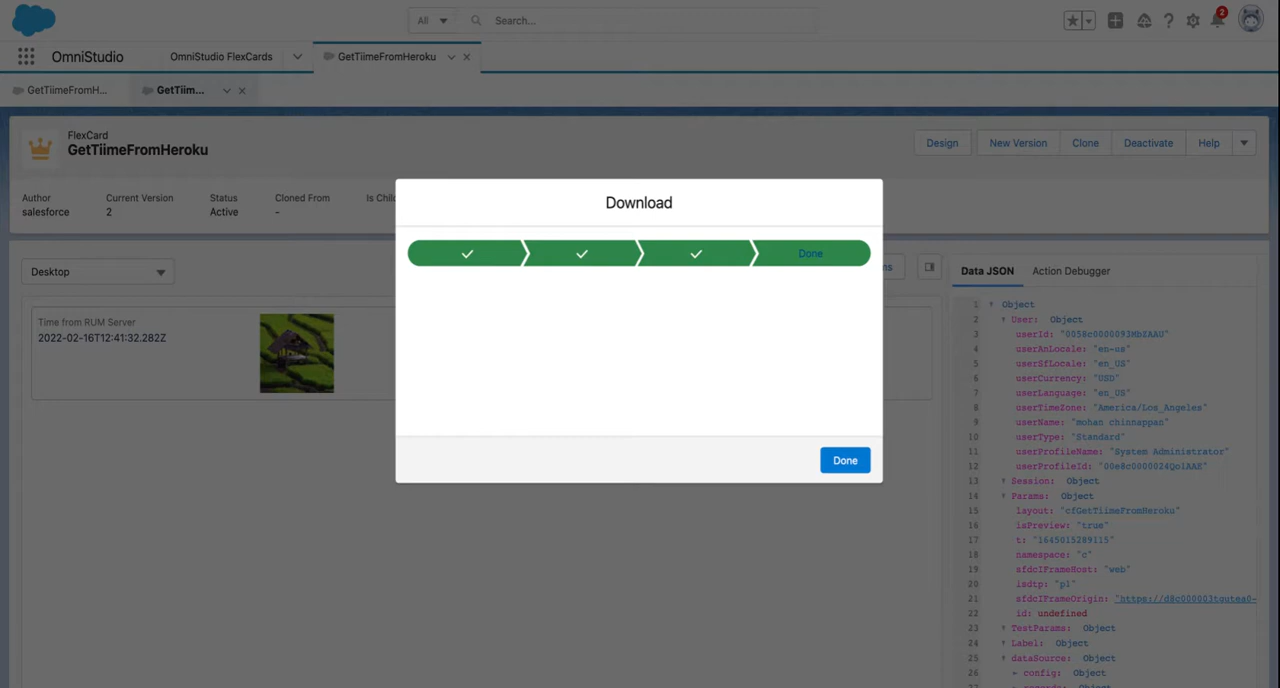 All
Search...
2
OmniStudio
OmniStudio FlexCards
GetTiimeFromHeroku
GetTiimeFromH...
GetTiim...
FlexCard
GetTiimeFromHeroku
Design
New Version
Clone
Deactivate
Help
Author
Current Version
Status
Cloned From
Is Chil
salesforce
2
Active
-
Download
Done
Done
Desktop
ns
Time from RUM Server
2022-02-16T12:41:32.282Z
Data JSON
Action Debugger
1 Object
2 User: Object
3 userId: "0058c0000093MbZAAU"
4 userAnLocale: "en-us"
5 userSfLocale: "en_US"
6 userCurrency: "USD"
7 userLanguage: "en_US"
8 userTimeZone: "America/Los_Angeles"
9 userName: "mohan chinnappan"
10 userType: "Standard"
11 userProfileName: "System Administrator"
12 userProfileId: "00e8c0000024QolAAE"
13 Session: Object
14 Params: Object
15 layout: "cfGetTiimeFromHeroku"
16 isPreview: "true"
17 t: "1645015289115"
18 namespace: "c"
19 sfdcIFrameHost: "web"
20 isdtp: "p1"
21 sfdcIFrameOrigin: "https://d8c000003tgutea0-
22 id: undefined
23 TestParams: Object
24 Label: Object
25 dataSource: Object
26 - config: Object